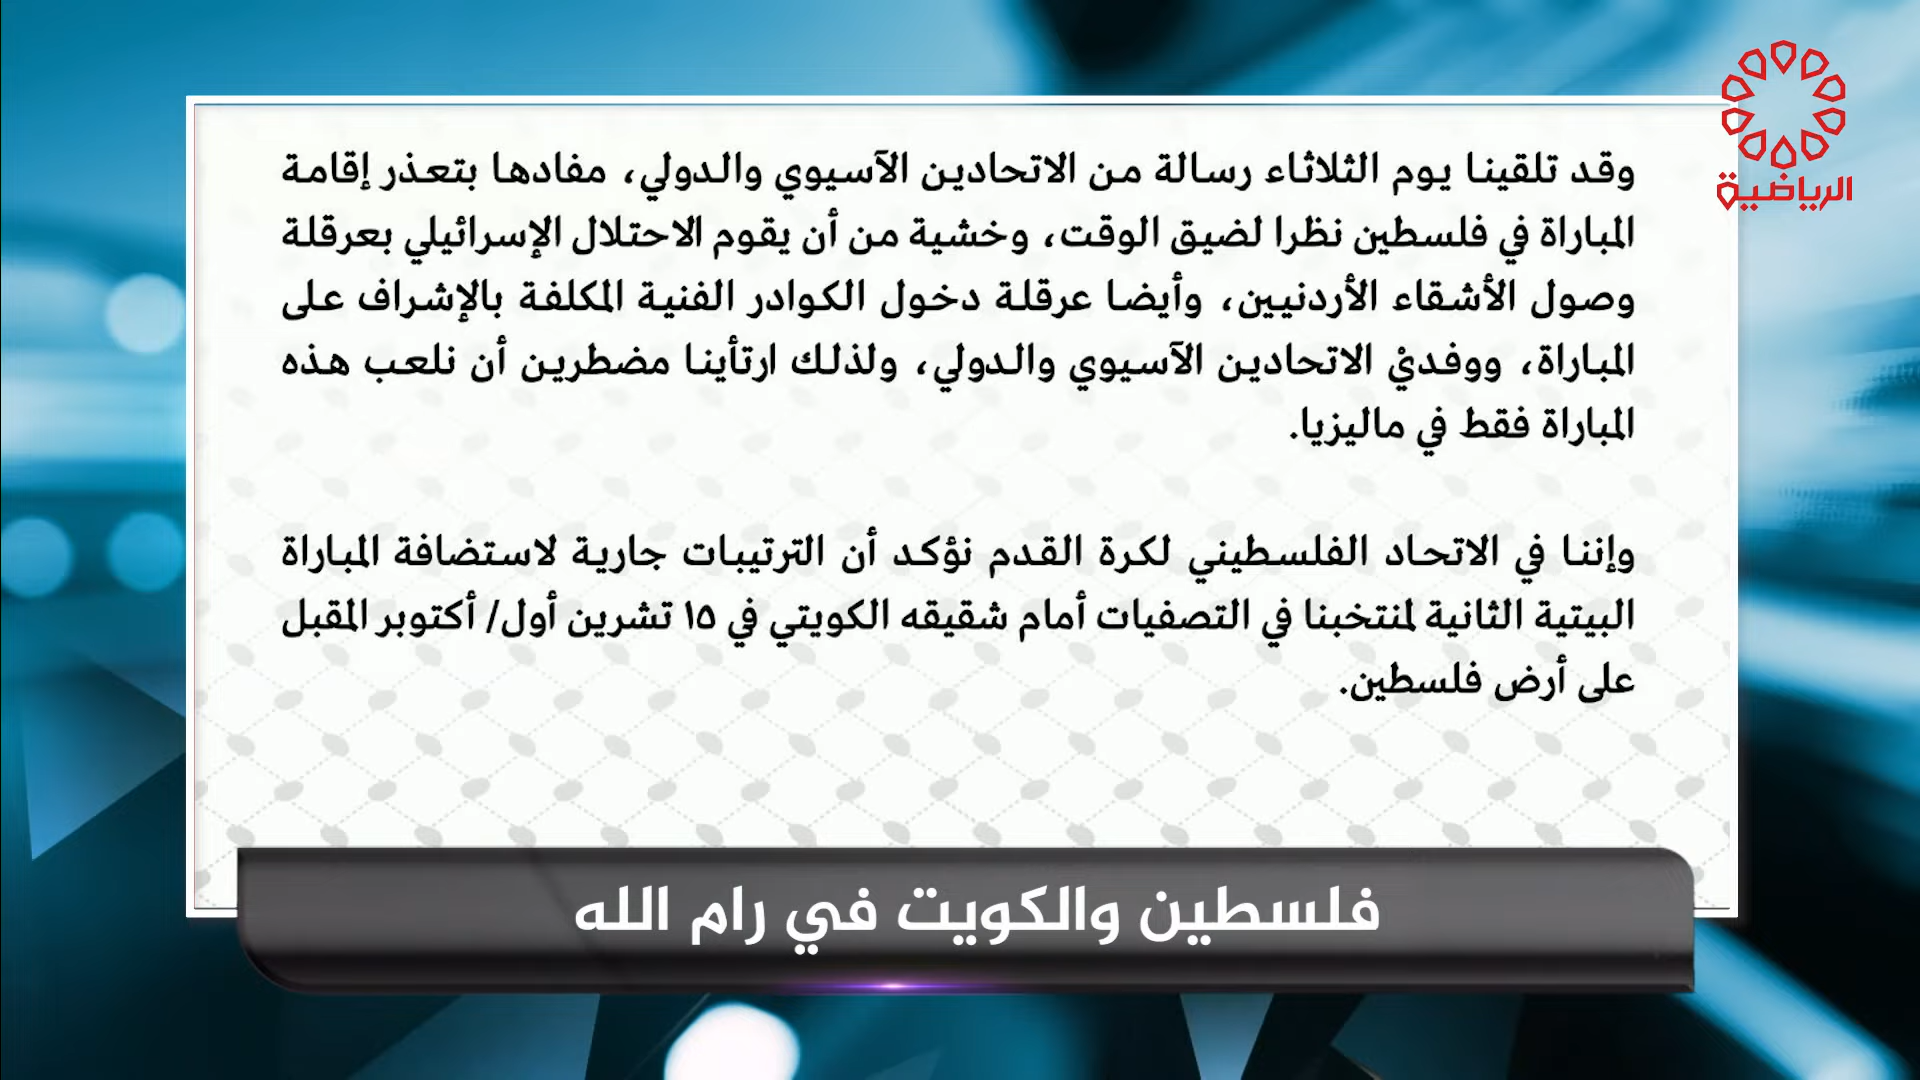 الرياضية
وقد تلقينا يوم الثلاثاء رسالة من الاتحادين الآسيوي والدولي، مفادها بتعذر إقامة
المباراة في فلسطين نظرا لضيق الوقت، وخشية من أن يقوم الاحتلال الإسرائيلي بعرقلة
وصول الأشقاء الأردنيين، وأيضا عرقلة دخول الكوادر الفنية المكلفة بالإشراف على
المباراة، ووفديْ الاتحادين الآسيوي والدولي، ولذلك ارتأينا مضطرين أن نلعب هذه
المباراة فقط في ماليزيا.
وإننا في الاتحاد الفلسطيني لكرة القدم نؤكد أن الترتيبات جارية لاستضافة المباراة
البيتية الثانية لمنتخبنا في التصفيات أمام شقيقه الكويتي في ١٥ تشرين أول/ أكتوبر المقبل
على أرض فلسطين.
فلسطين والكويت في رام الله